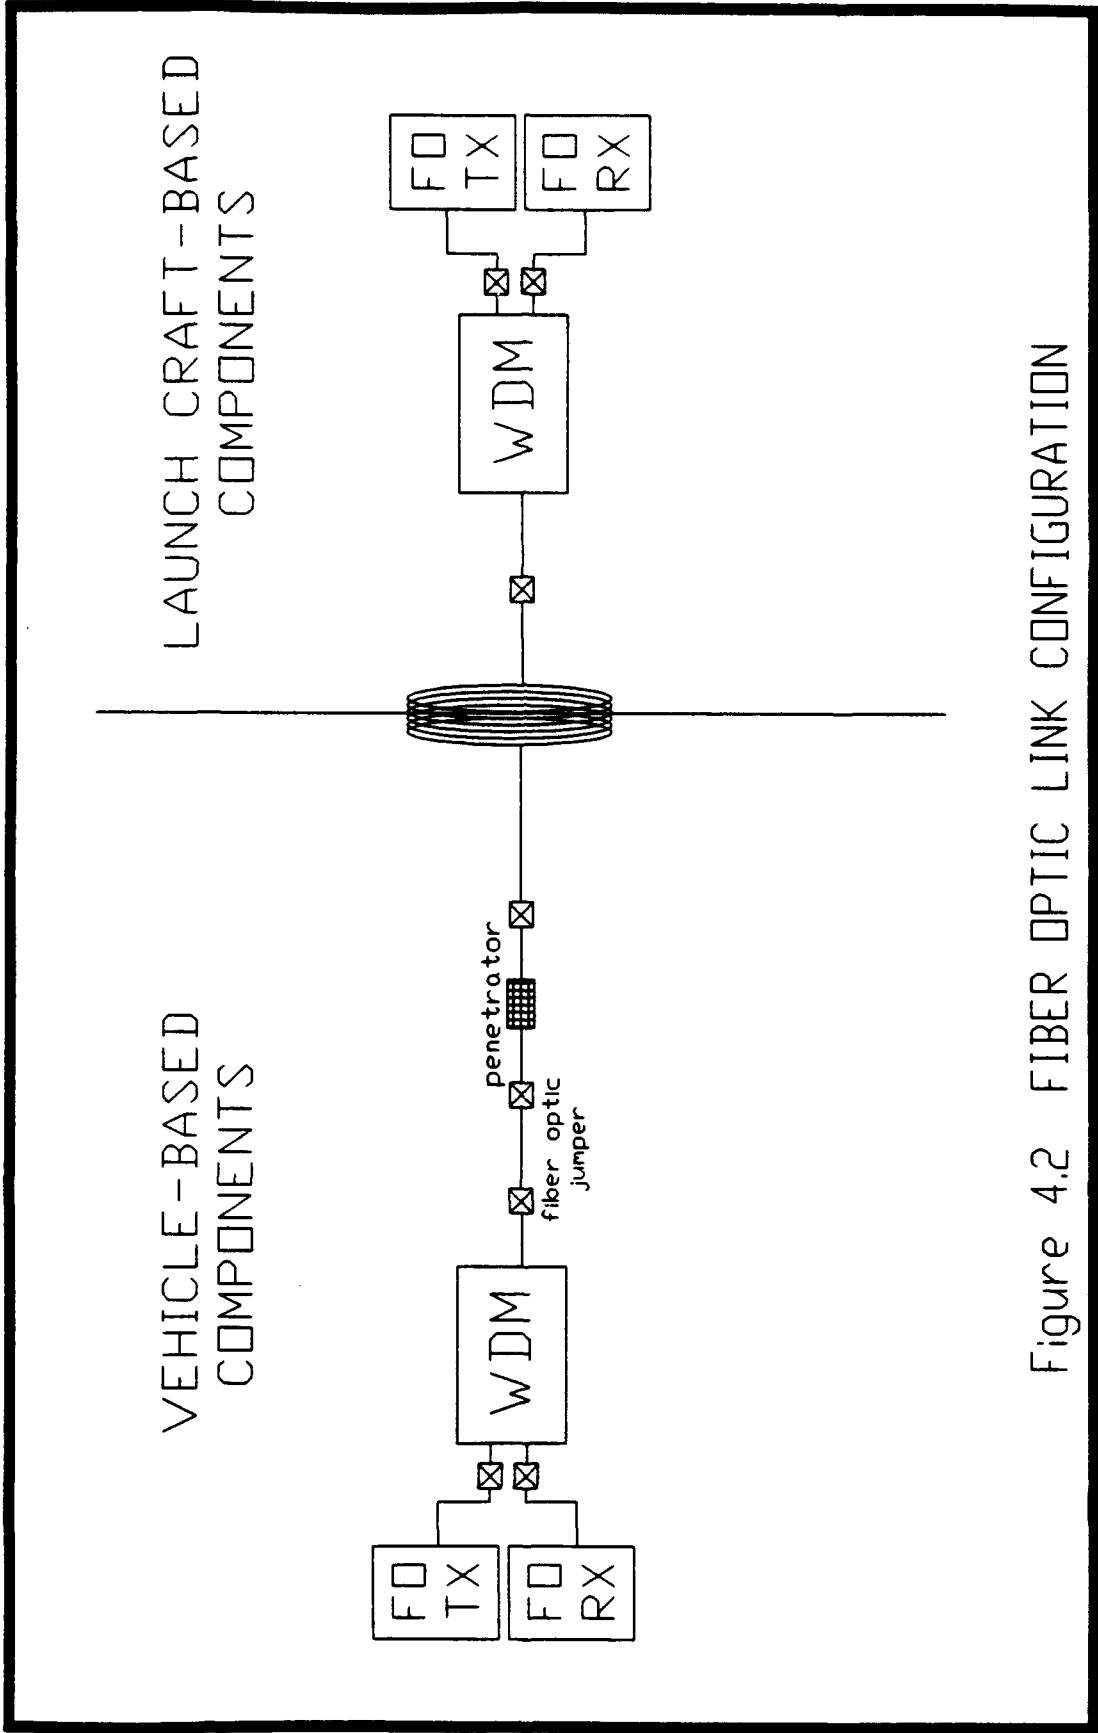 VEHICLE-BASED
COMPONENTS
LAUNCH CRAFT-BASED
COMPONENTS
FO
TX
FO
RX
WDM
fiber optic
jumper
penetrator
WDM
FO
TX
FO
RX
Figure 4.2 FIBER OPTIC LINK CONFIGURATION